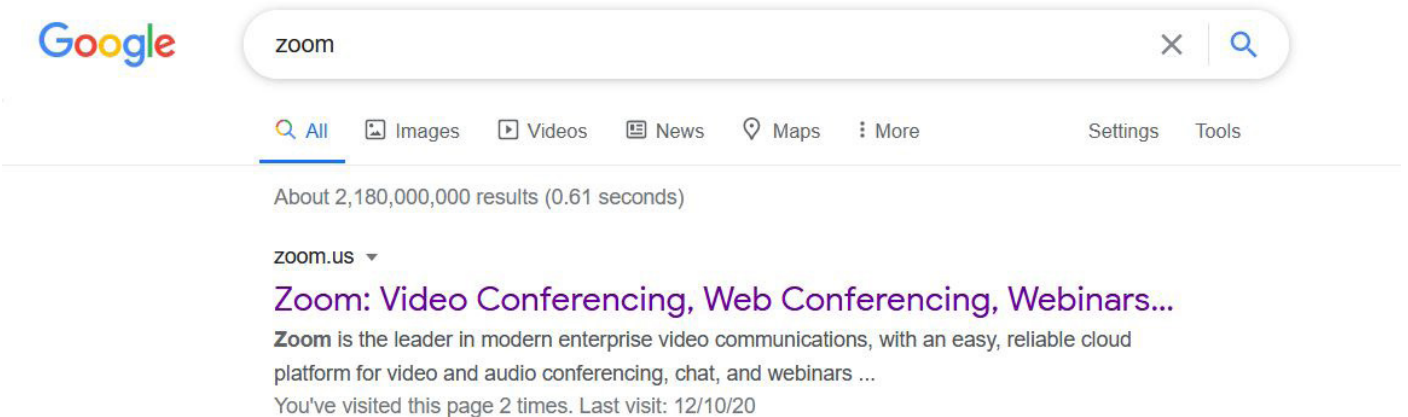 Google
zoom
All Images Videos News Maps More Settings Tools
About 2,180,000,000 results (0.61 seconds)
zoom.us
Zoom: Video Conferencing, Web Conferencing, Webinars...
Zoom is the leader in modern enterprise video communications, with an easy, reliable cloud
platform for video and audio conferencing, chat, and webinars ...
You've visited this page 2 times. Last visit: 12/10/20